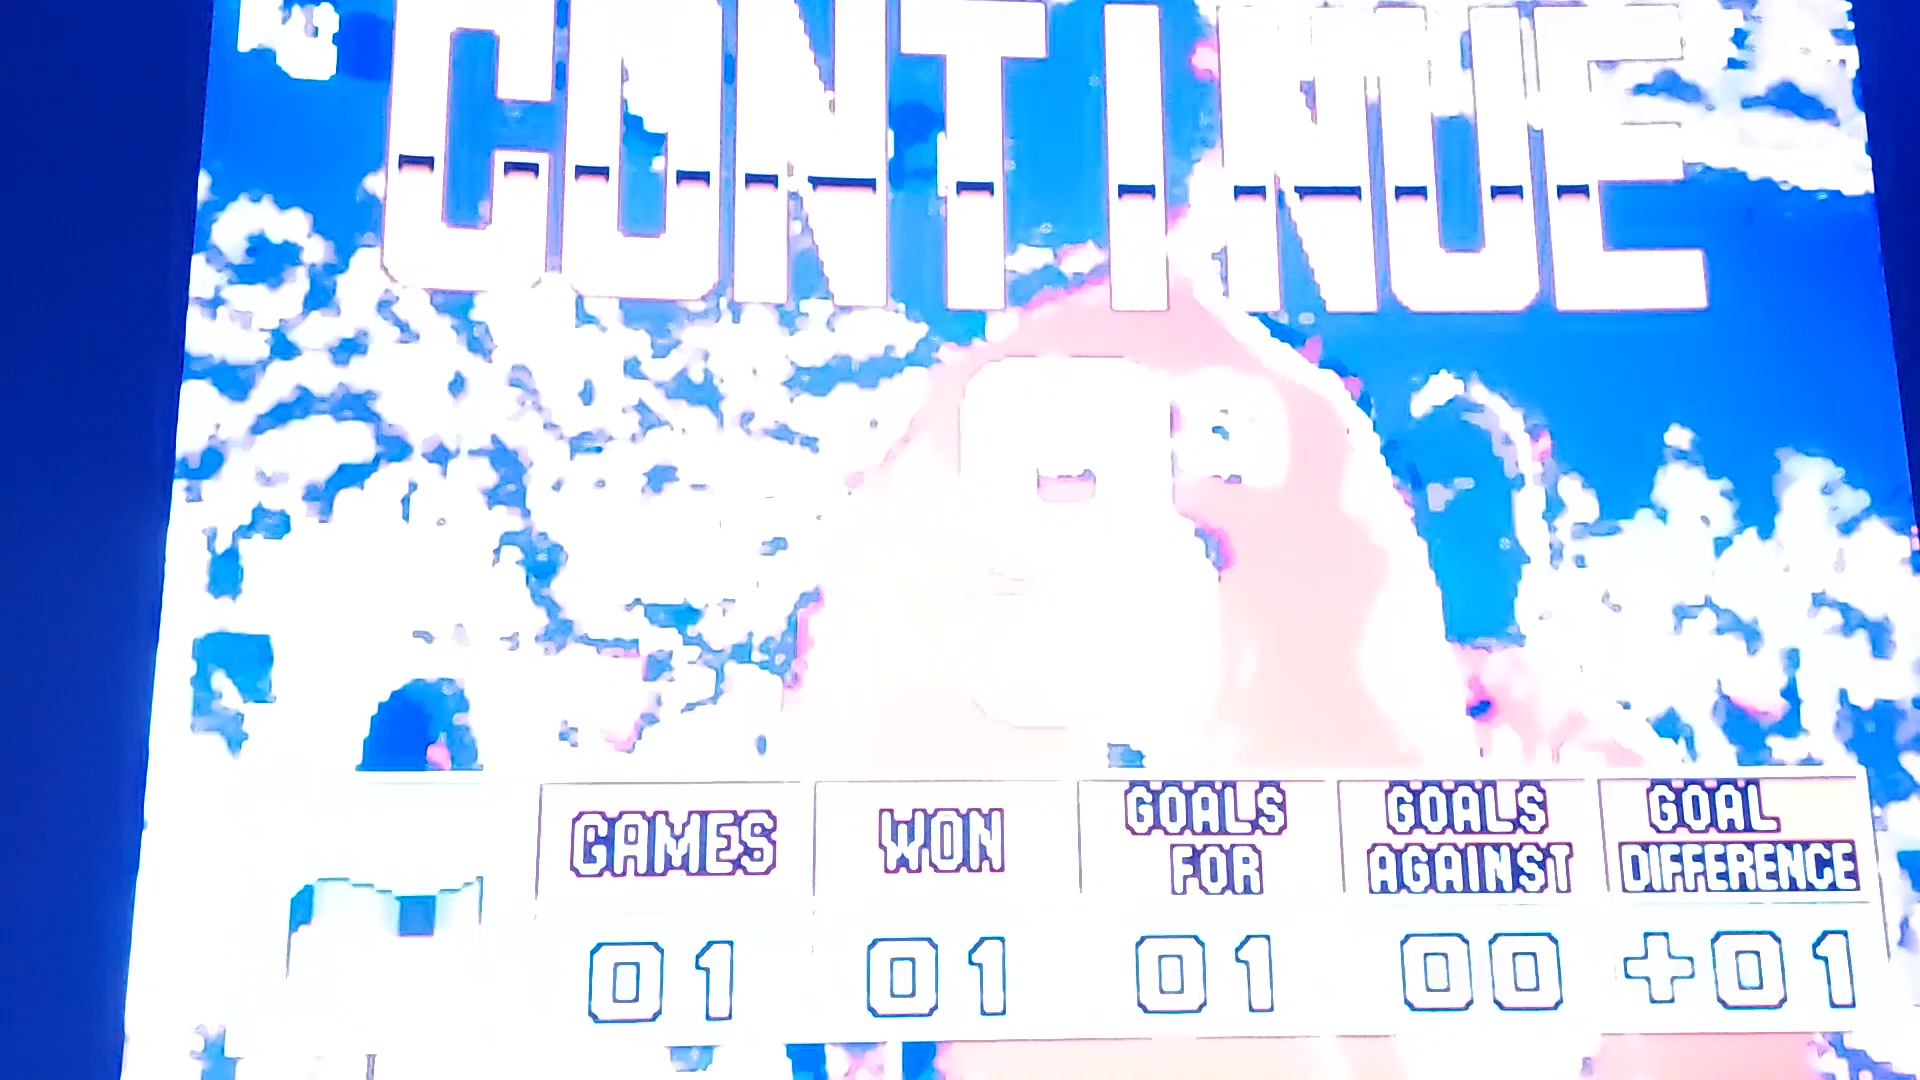 CONTINUE
GAMES WON GOALS FOR GOALS AGAINST GOAL DIFFERENCE
01 01 01 00 +01